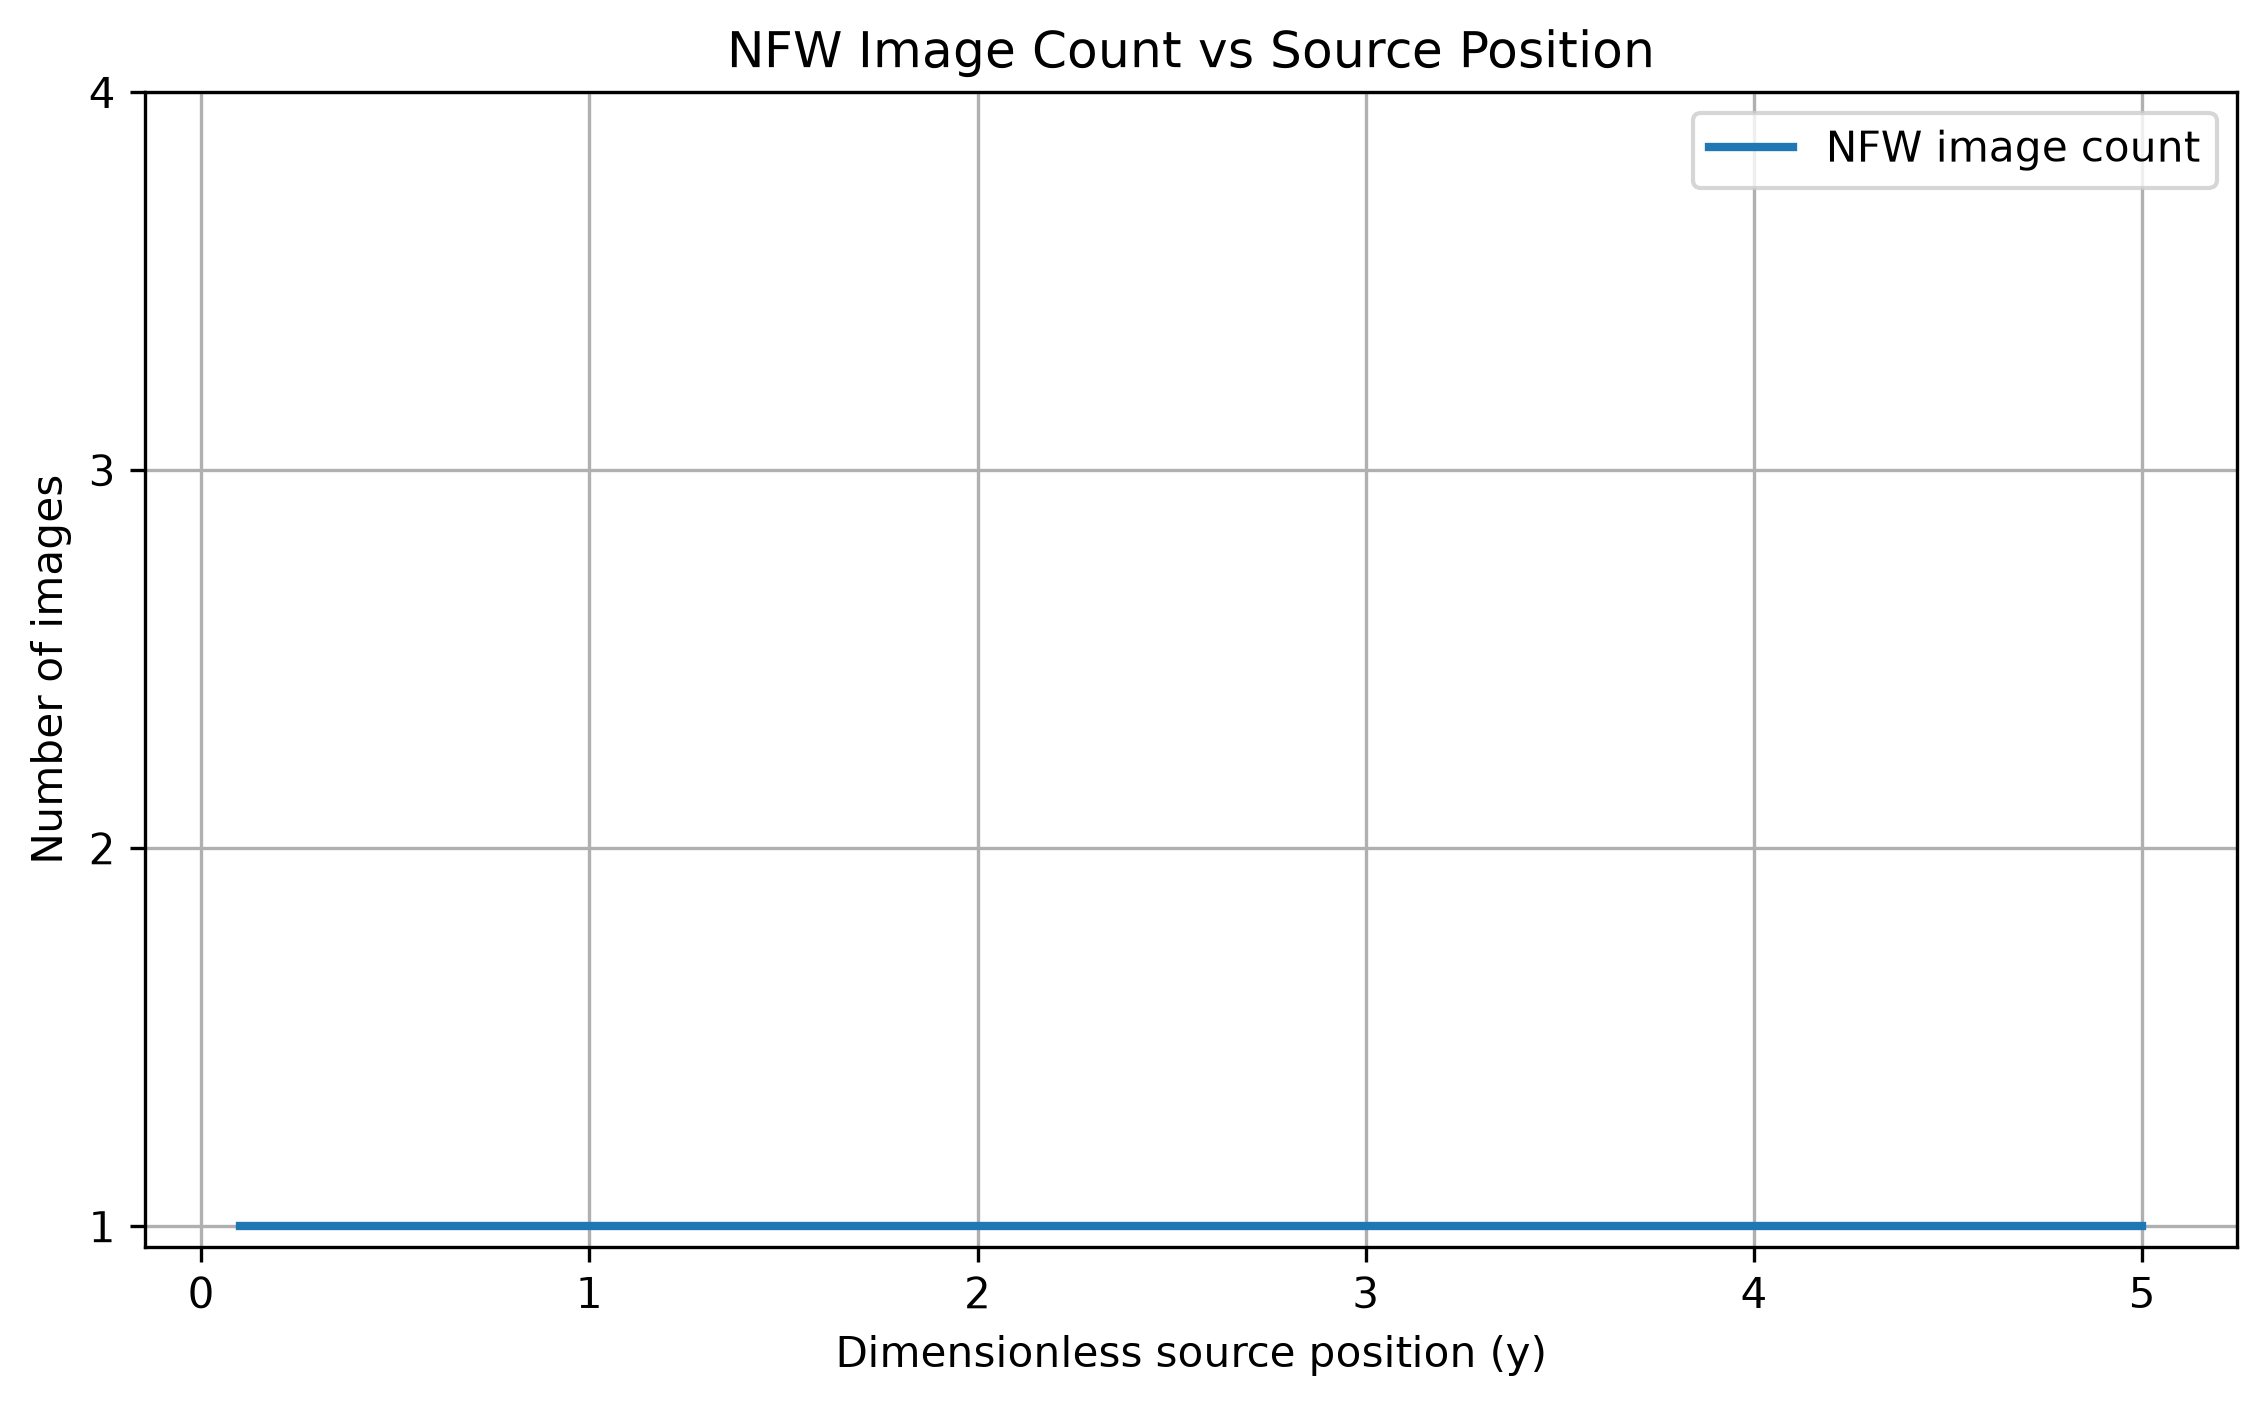 NFW Image Count vs Source Position
NFW image count
Number of images
4
3
2
1
0 1 2 3 4 5
Dimensionless source position (y)